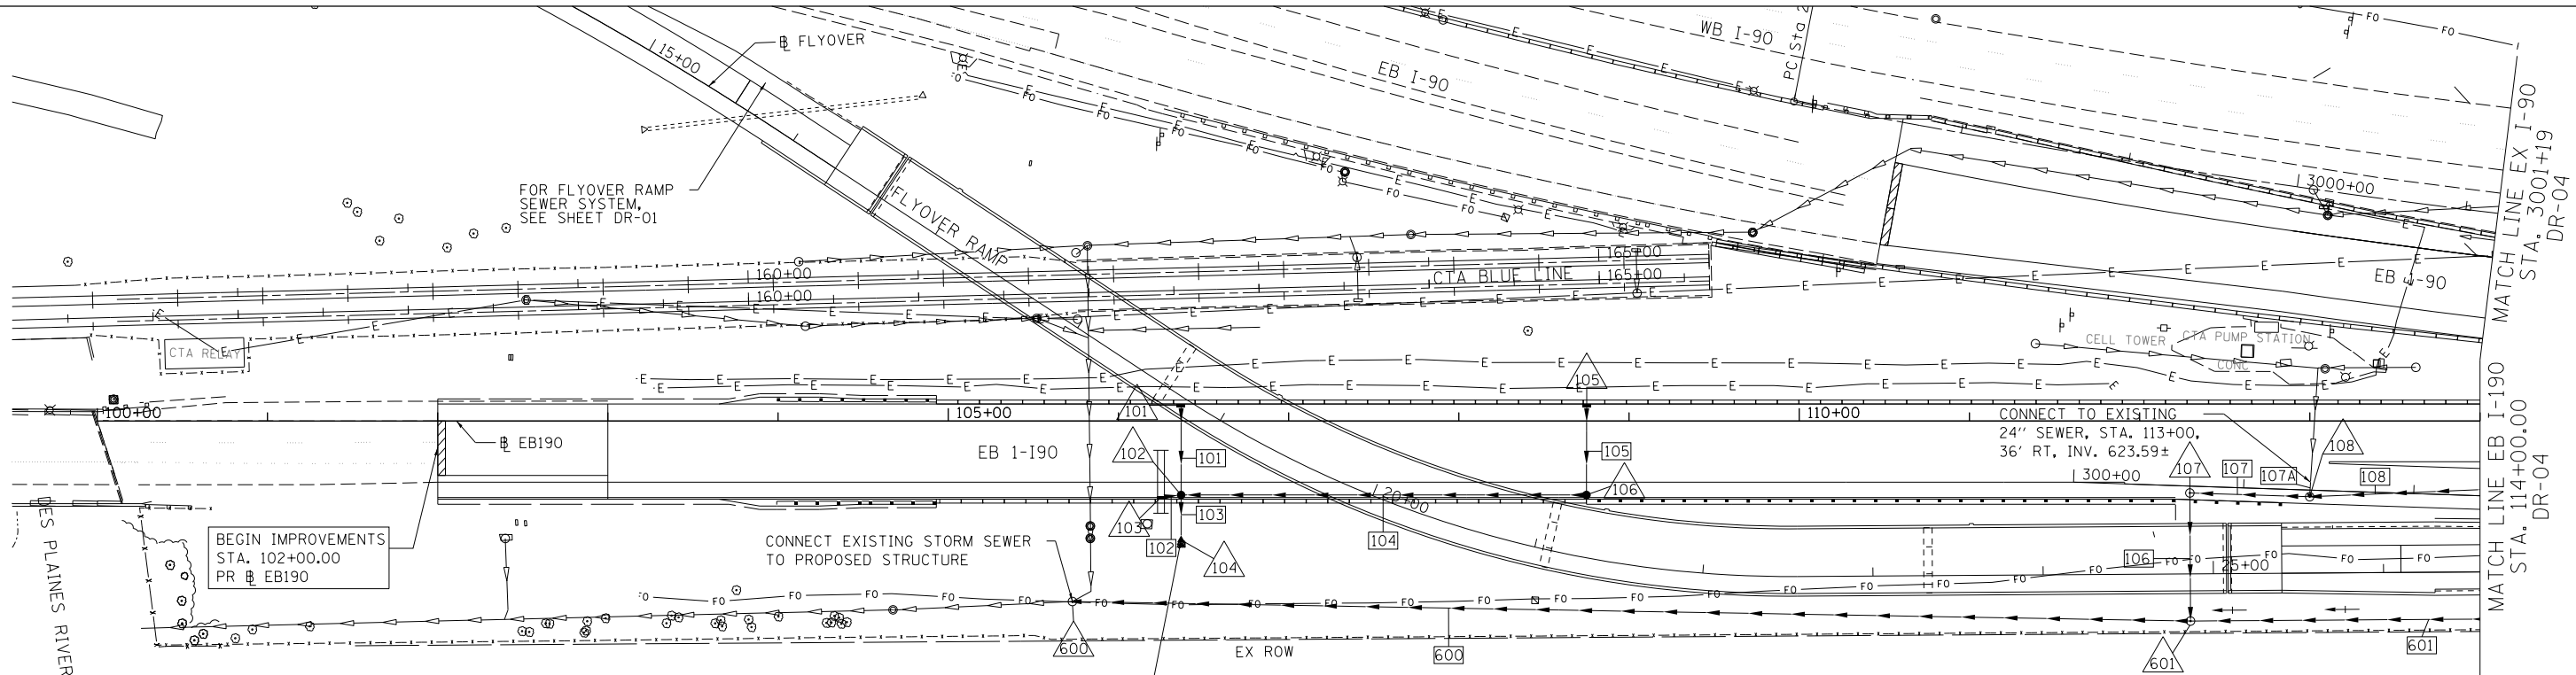 15+00
℄ FLYOVER
EB I-90
WB I-90
PC Sta 2
FOR FLYOVER RAMP
SEWER SYSTEM,
SEE SHEET DR-01
FLYOVER RAMP
3000+00
MATCH LINE EX I-90
STA. 3001+19
DR-04
160+00
160+00
165+00
165+00
CTA BLUE LINE
EB I-90
CTA RELAY
CELL TOWER
CTA PUMP STATION
CONC
100+00
105+00
110+00
℄ EB190
EB 1-190
101
102
103
104
105
106
107
108
101
102
103
104
105
106
107
107A
108
CONNECT TO EXISTING
24" SEWER, STA. 113+00,
36' RT, INV. 623.59±
300+00
20+00
25+00
MATCH LINE EB I-190
STA. 114+00.00
DR-04
BEGIN IMPROVEMENTS
STA. 102+00.00
PR ℄ EB190
CONNECT EXISTING STORM SEWER
TO PROPOSED STRUCTURE
ES PLAINES RIVER
600
EX ROW
600
601
601
E
FO